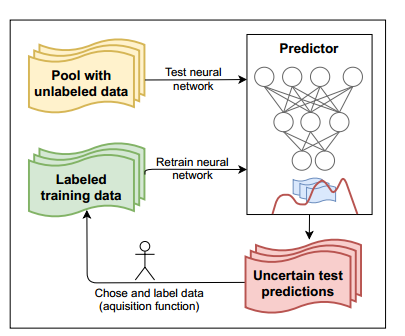 Pool with
unlabeled data
Test neural
network
Predictor
Labeled
training data
Retrain neural
network
Chose and label data
(aquisition function)
Uncertain test
predictions